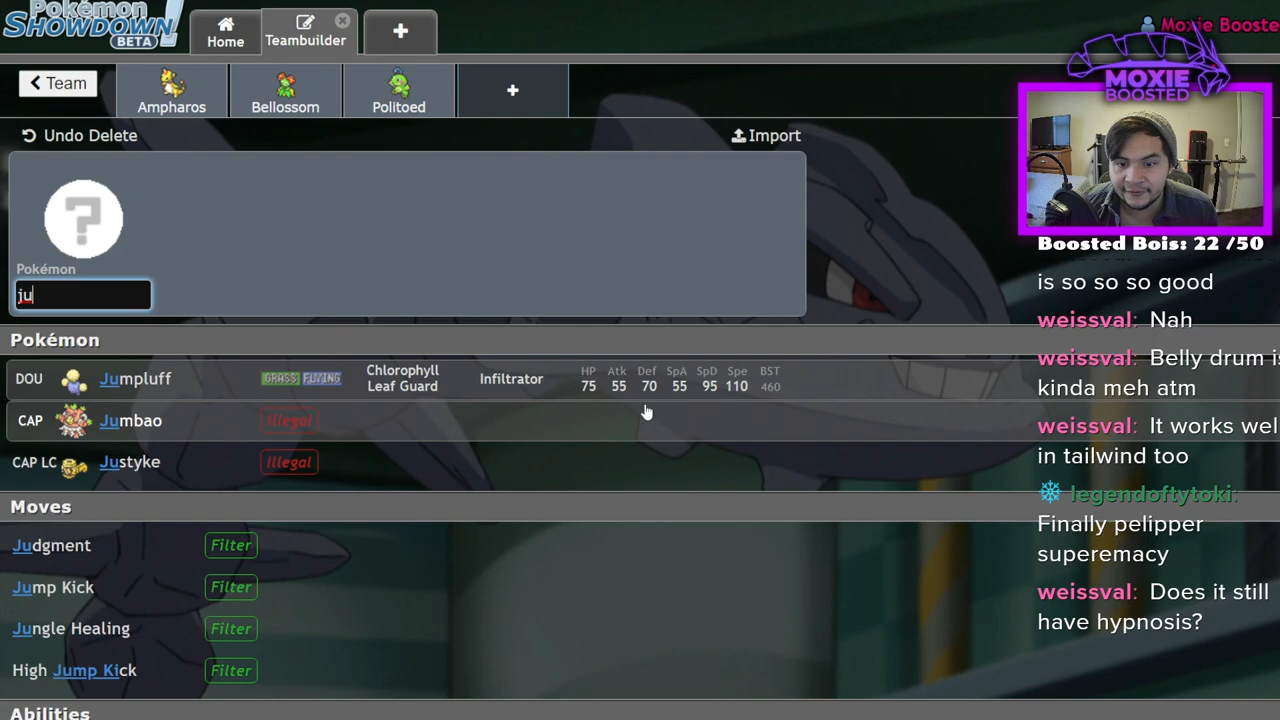 Pokémon
SHOWDOWN!
BETA
Home
Teambuilder
+
Moxie Booste
MOXIE
BOOSTED
Team
Ampharos
Bellossom
Politoed
+
Undo Delete
Import
?
Pokémon
ju
Boosted Bois: 22 /50
is so so so good
weissval: Nah
weissval: Belly drum is
kinda meh atm
weissval: It works wel
in tailwind too
legendoftytoki:
Finally pelipper
superemacy
weissval: Does it still
have hypnosis?
Pokémon
DOU Jumpluff GRASS FLYING Chlorophyll Leaf Guard Infiltrator HP 75 Atk 55 Def 70 SpA 55 SpD 95 Spe 110 BST 460
CAP Jumbao Illegal
CAP LC Justyke Illegal
Moves
Judgment Filter
Jump Kick Filter
Jungle Healing Filter
High Jump Kick Filter
Abilities